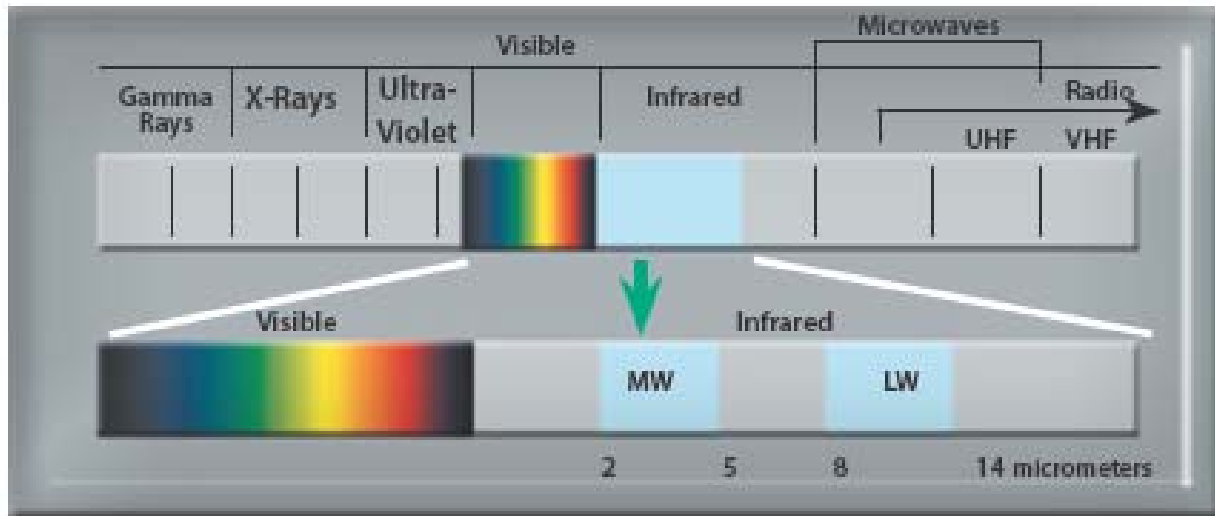 Visible
Microwaves
Gamma
Rays
X-Rays
Ultra-
Violet
Infrared
Radio
UHF VHF
Visible
Infrared
MW
LW
2 5 8 14 micrometers